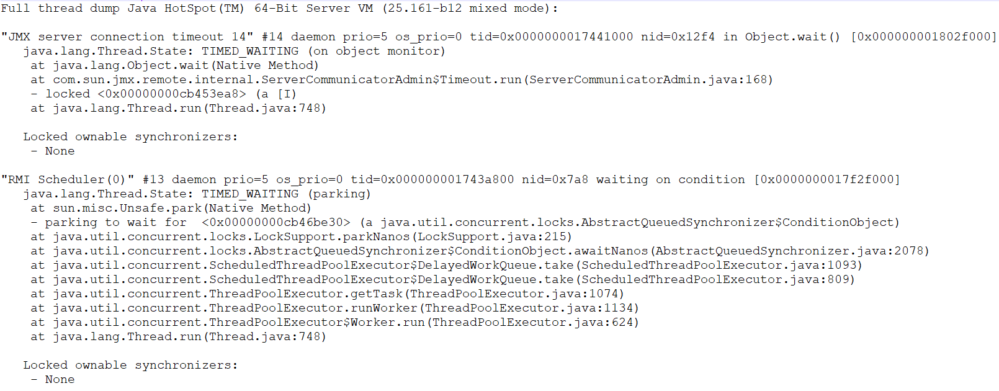 Full thread dump Java HotSpot(TM) 64-Bit Server VM (25.161-b12 mixed mode):
"JMX server connection timeout 14" #14 daemon prio=5 os_prio=0 tid=0x0000000017441000 nid=0x12f4 in Object.wait() [0x000000001802f000]
java.lang.Thread.State: TIMED_WAITING (on object monitor)
at java.lang.Object.wait(Native Method)
at com.sun.jmx.remote.internal.ServerCommunicatorAdmin$Timeout.run(ServerCommunicatorAdmin.java:168)
- locked <0x00000000cb453ea8> (a [I)
at java.lang.Thread.run(Thread.java:748)
Locked ownable synchronizers:
- None
"RMI Scheduler(0)" #13 daemon prio=5 os_prio=0 tid=0x000000001743a800 nid=0x7a8 waiting on condition [0x0000000017f2f000]
java.lang.Thread.State: TIMED_WAITING (parking)
at sun.misc.Unsafe.park(Native Method)
- parking to wait for  <0x00000000cb46be30> (a java.util.concurrent.locks.AbstractQueuedSynchronizer$ConditionObject)
at java.util.concurrent.locks.LockSupport.parkNanos(LockSupport.java:215)
at java.util.concurrent.locks.AbstractQueuedSynchronizer$ConditionObject.awaitNanos(AbstractQueuedSynchronizer.java:2078)
at java.util.concurrent.ScheduledThreadPoolExecutor$DelayedWorkQueue.take(ScheduledThreadPoolExecutor.java:1093)
at java.util.concurrent.ScheduledThreadPoolExecutor$DelayedWorkQueue.take(ScheduledThreadPoolExecutor.java:809)
at java.util.concurrent.ThreadPoolExecutor.getTask(ThreadPoolExecutor.java:1074)
at java.util.concurrent.ThreadPoolExecutor.runWorker(ThreadPoolExecutor.java:1134)
at java.util.concurrent.ThreadPoolExecutor$Worker.run(ThreadPoolExecutor.java:624)
at java.lang.Thread.run(Thread.java:748)
Locked ownable synchronizers:
- None